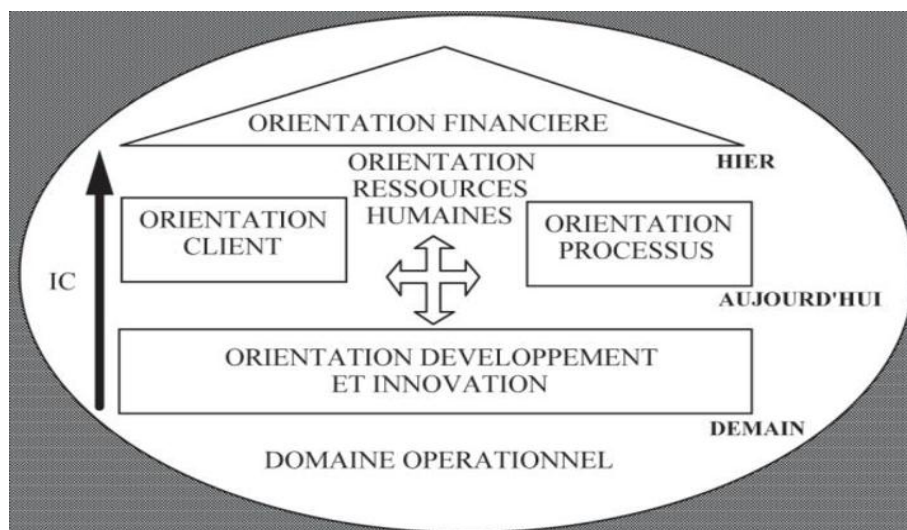 ORIENTATION FINANCIERE
HIER
ORIENTATION
RESSOURCES
HUMAINES
ORIENTATION
CLIENT
ORIENTATION
PROCESSUS
IC
AUJOURD'HUI
ORIENTATION DEVELOPPEMENT
ET INNOVATION
DEMAIN
DOMAINE OPERATIONNEL